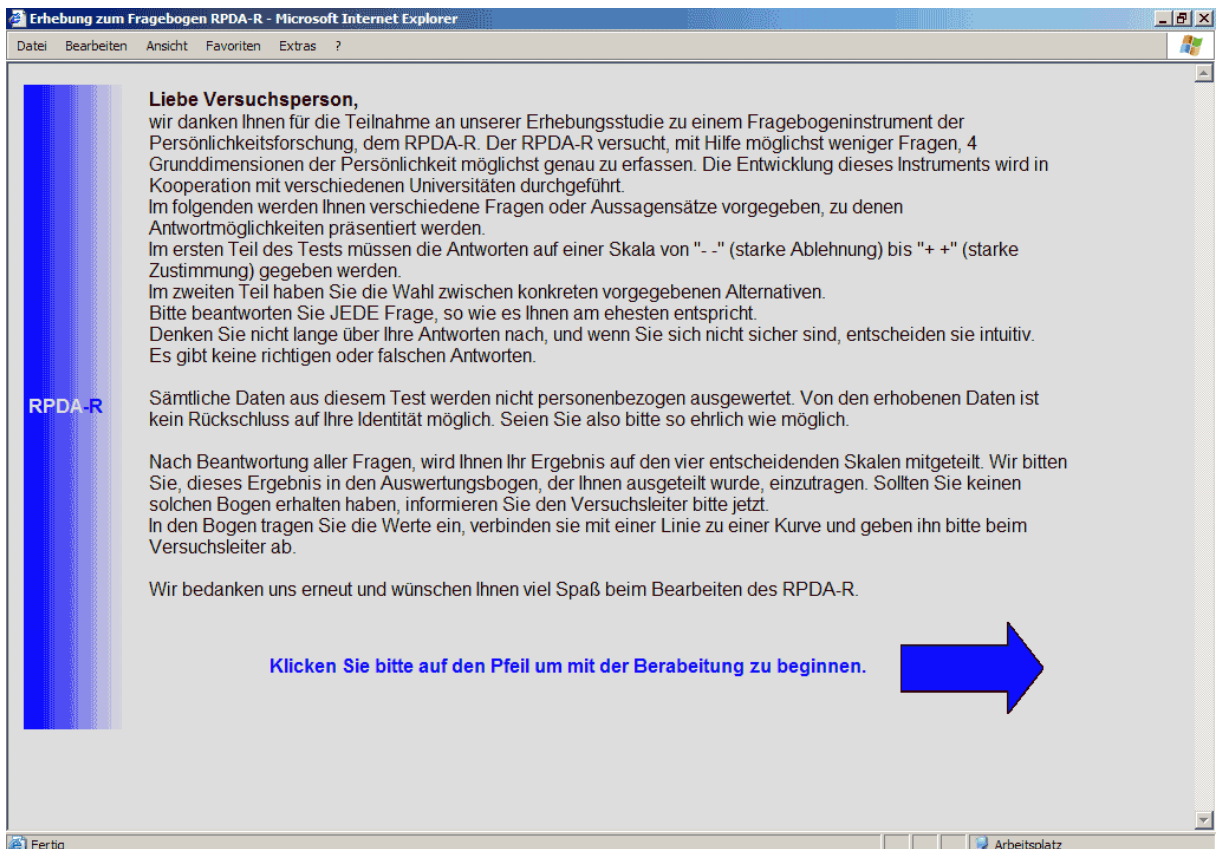 Erhebung zum Fragebogen RPDA-R - Microsoft Internet Explorer
Datei Bearbeiten Ansicht Favoriten Extras ?
Liebe Versuchsperson,
wir danken Ihnen für die Teilnahme an unserer Erhebungsstudie zu einem Fragebogeninstrument der
Persönlichkeitsforschung, dem RPDA-R. Der RPDA-R versucht, mit Hilfe möglichst weniger Fragen, 4
Grunddimensionen der Persönlichkeit möglichst genau zu erfassen. Die Entwicklung dieses Instruments wird in
Kooperation mit verschiedenen Universitäten durchgeführt.
Im folgenden werden Ihnen verschiedene Fragen oder Aussagensätze vorgegeben, zu denen
Antwortmöglichkeiten präsentiert werden.
Im ersten Teil des Tests müssen die Antworten auf einer Skala von "- -" (starke Ablehnung) bis "+ +" (starke
Zustimmung) gegeben werden.
Im zweiten Teil haben Sie die Wahl zwischen konkreten vorgegebenen Alternativen.
Bitte beantworten Sie JEDE Frage, so wie es Ihnen am ehesten entspricht.
Denken Sie nicht lange über Ihre Antworten nach, und wenn Sie sich nicht sicher sind, entscheiden sie intuitiv.
Es gibt keine richtigen oder falschen Antworten.
RPDA-R
Sämtliche Daten aus diesem Test werden nicht personenbezogen ausgewertet. Von den erhobenen Daten ist
kein Rückschluss auf Ihre Identität möglich. Seien Sie also bitte so ehrlich wie möglich.
Nach Beantwortung aller Fragen, wird Ihnen Ihr Ergebnis auf den vier entscheidenden Skalen mitgeteilt. Wir bitten
Sie, dieses Ergebnis in den Auswertungsbogen, der Ihnen ausgeteilt wurde, einzutragen. Sollten Sie keinen
solchen Bogen erhalten haben, informieren Sie den Versuchsleiter bitte jetzt.
In den Bogen tragen Sie die Werte ein, verbinden sie mit einer Linie zu einer Kurve und geben ihn bitte beim
Versuchsleiter ab.
Wir bedanken uns erneut und wünschen Ihnen viel Spaß beim Bearbeiten des RPDA-R.
Klicken Sie bitte auf den Pfeil um mit der Berabeitung zu beginnen.
Fertig
Arbeitsplatz